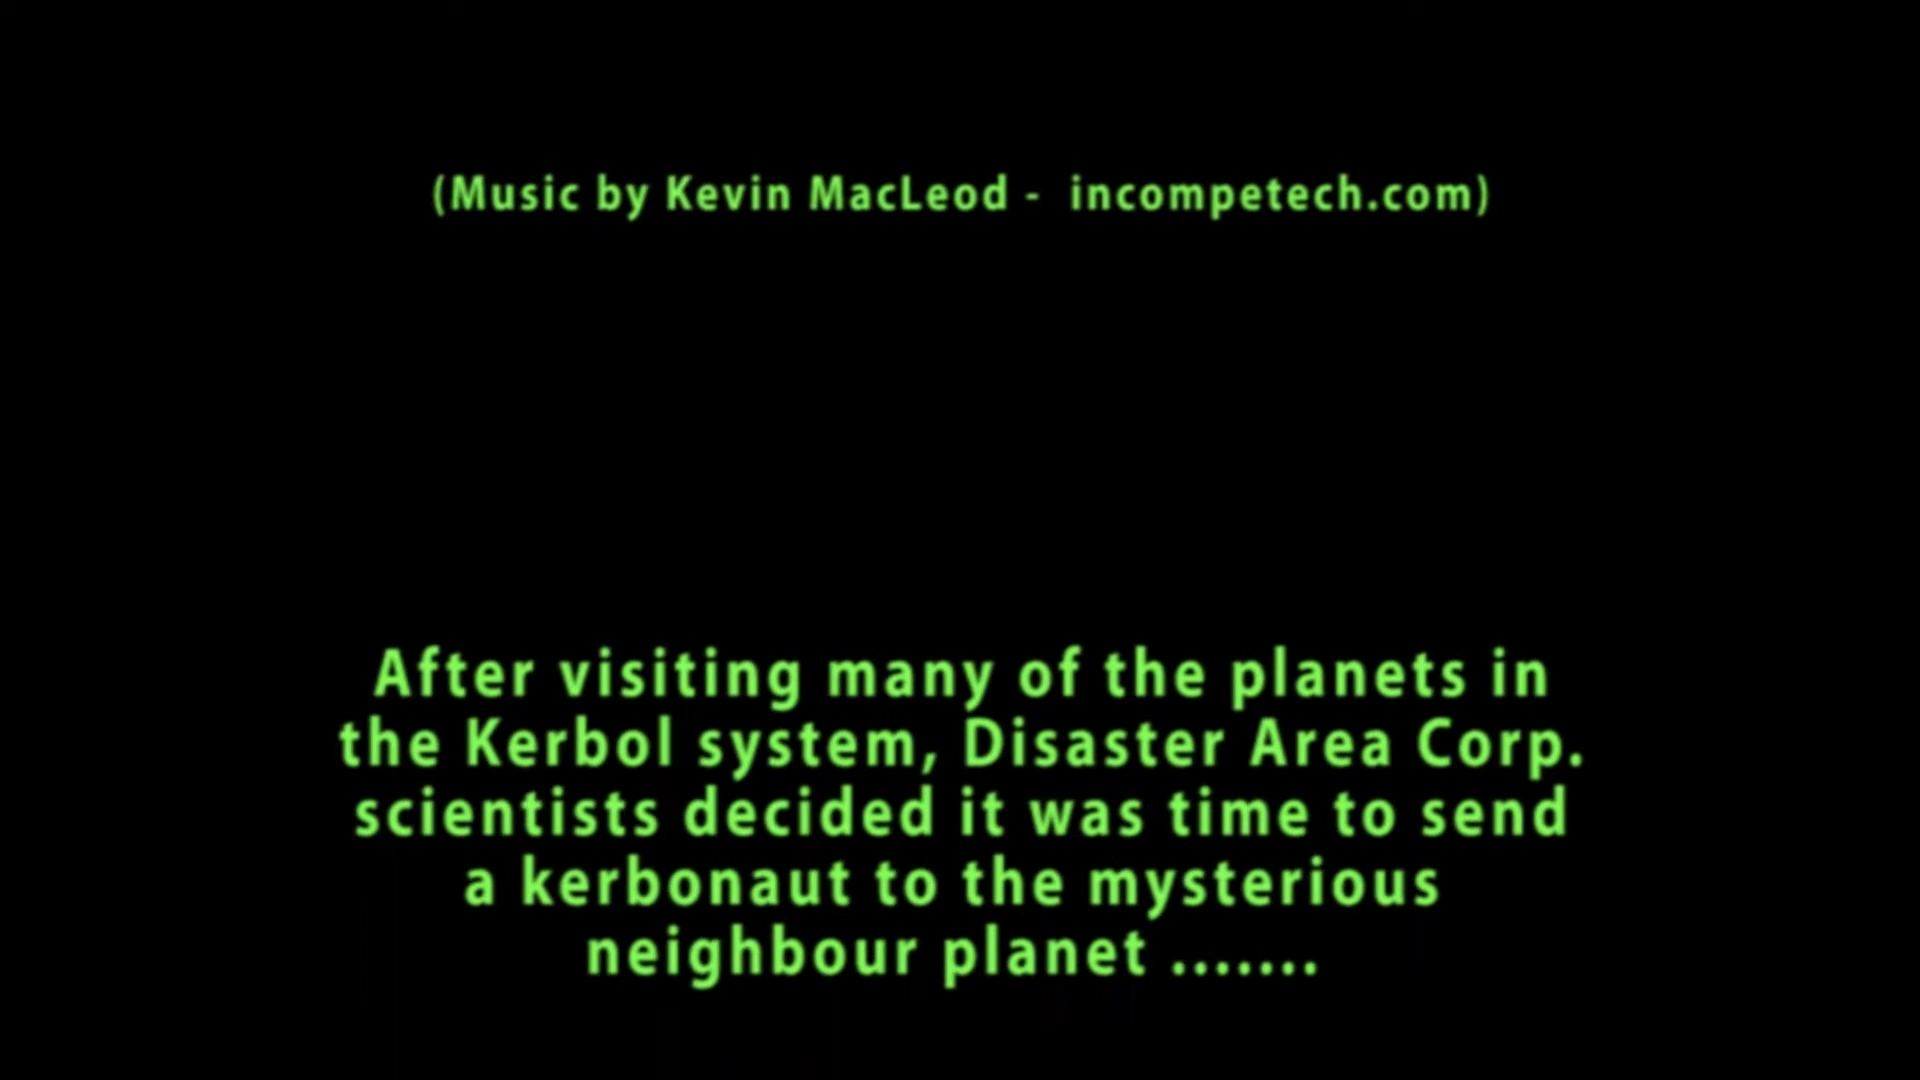 (Music by Kevin MacLeod -  incompetech.com)
After visiting many of the planets in
the Kerbol system, Disaster Area Corp.
scientists decided it was time to send
a kerbonaut to the mysterious
neighbour planet .......